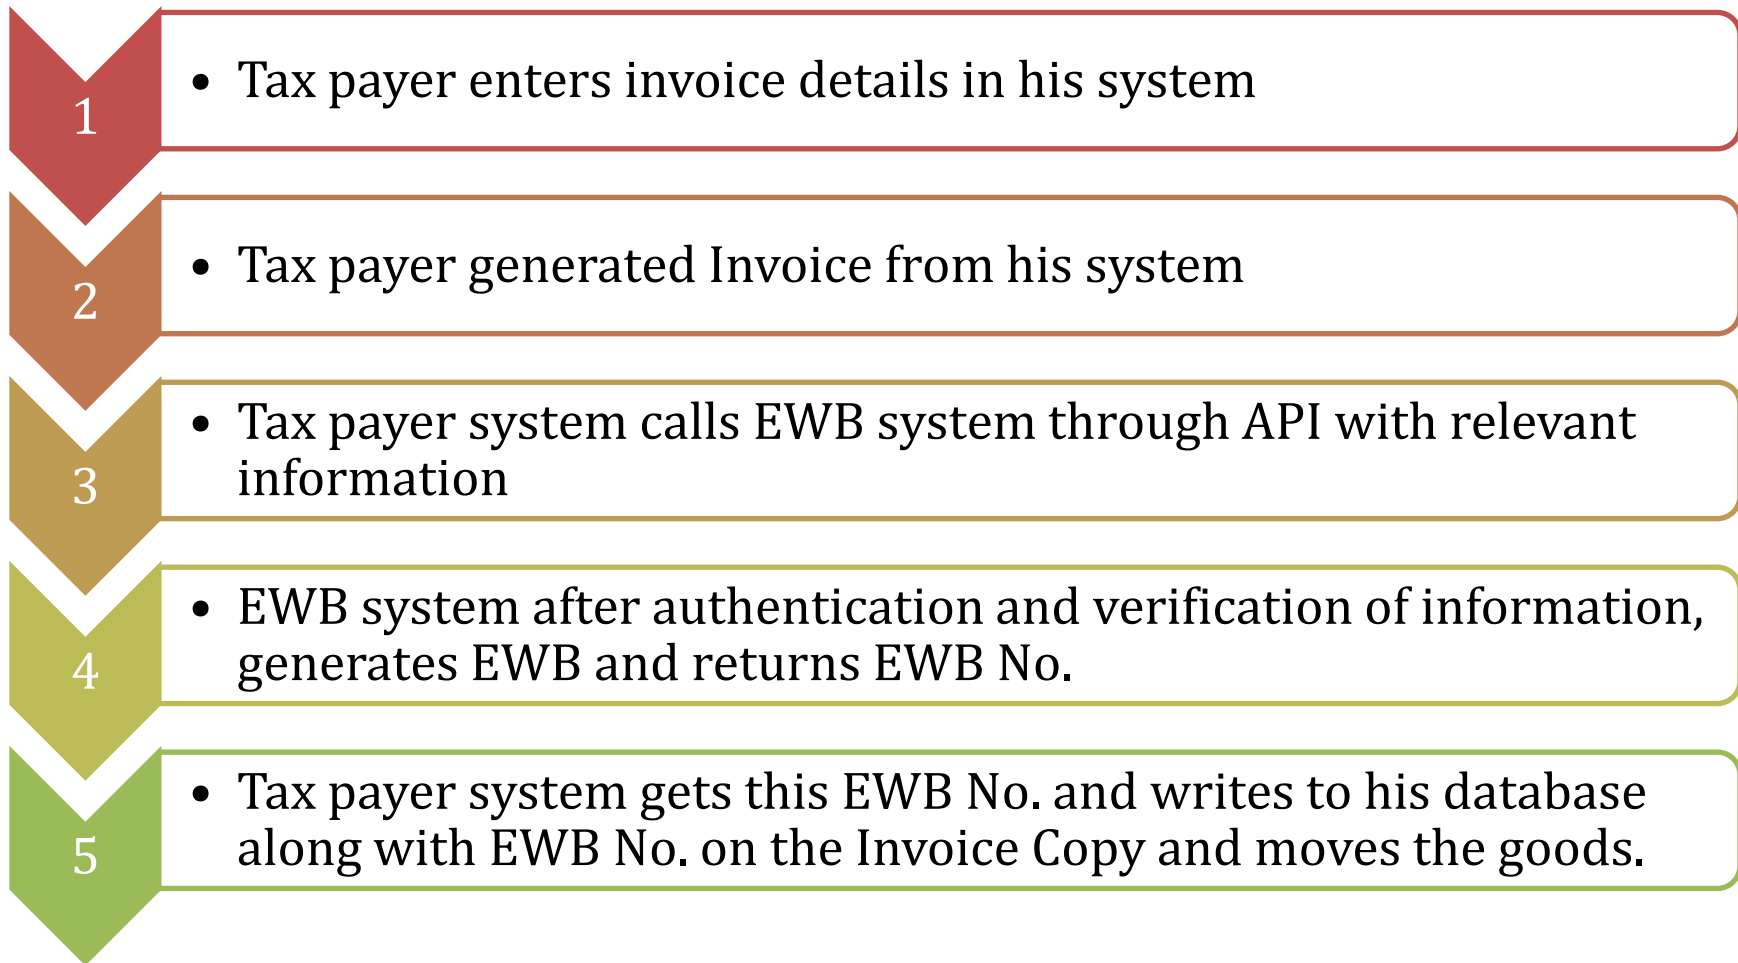 1
• Tax payer enters invoice details in his system
2
• Tax payer generated Invoice from his system
3
• Tax payer system calls EWB system through API with relevant
information
4
• EWB system after authentication and verification of information,
generates EWB and returns EWB No.
5
• Tax payer system gets this EWB No. and writes to his database
along with EWB No. on the Invoice Copy and moves the goods.